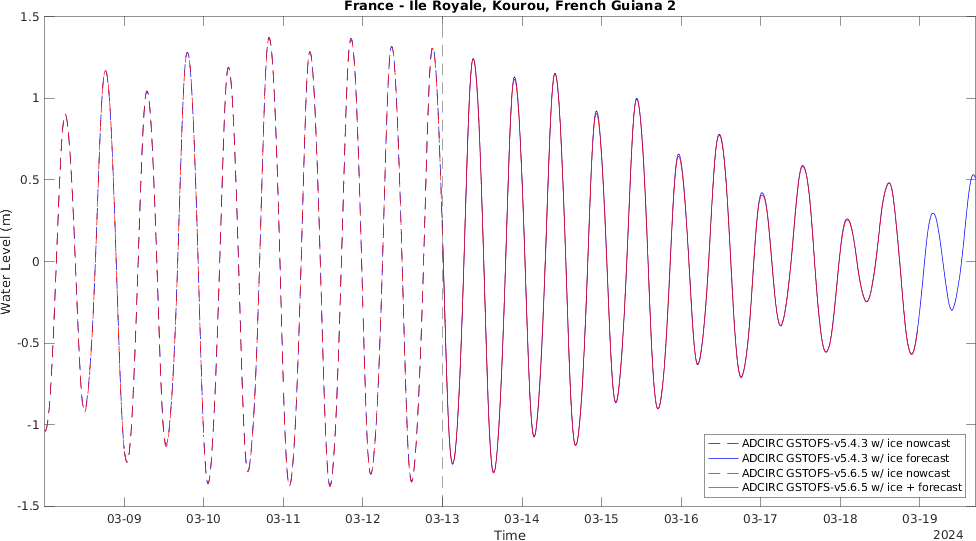 France - Ile Royale, Kourou, French Guiana 2
1.5
1
0.5
0
-0.5
-1
-1.5
Water Level (m)
03-09 03-10 03-11 03-12 03-13 03-14 03-15 03-16 03-17 03-18 03-19
Time
2024
ADCIRC GSTOFS-v5.4.3 w/ ice nowcast
ADCIRC GSTOFS-v5.4.3 w/ ice forecast
ADCIRC GSTOFS-v5.6.5 w/ ice nowcast
ADCIRC GSTOFS-v5.6.5 w/ ice + forecast